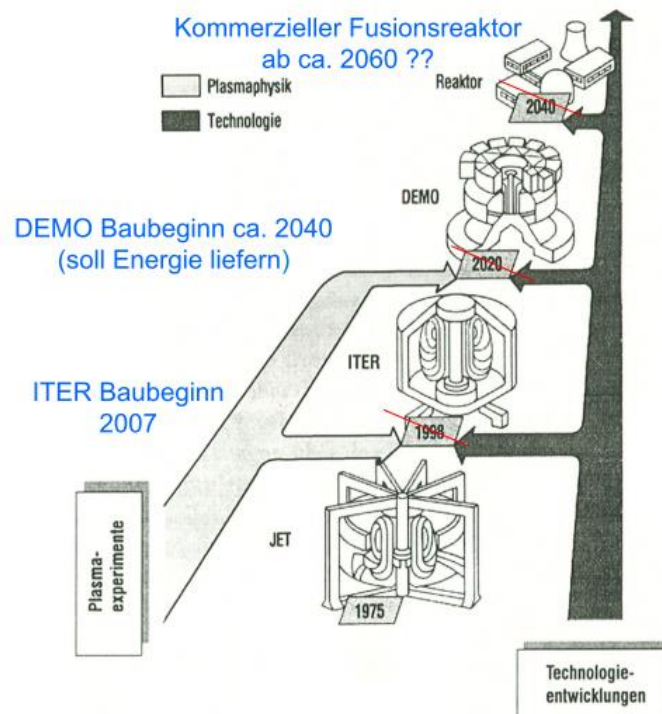 Kommerzieller Fusionsreaktor
ab ca. 2060 ??
Plasmaphysik
Technologie
Reaktor
2040
DEMO
DEMO Baubeginn ca. 2040
(soll Energie liefern)
2020
ITER
ITER Baubeginn
2007
1998
JET
Plasma-
experimente
1975
Technologie-
entwicklungen